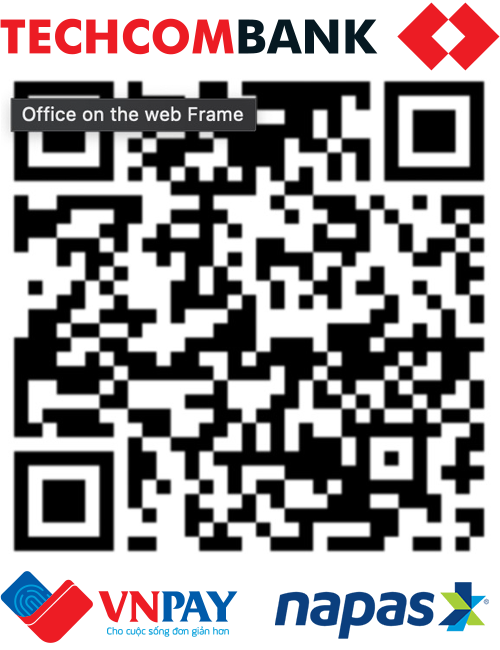 TECHCOMBANK
Office on the web Frame
VNPAY
Cho cuộc sống đơn giản hơn
napas